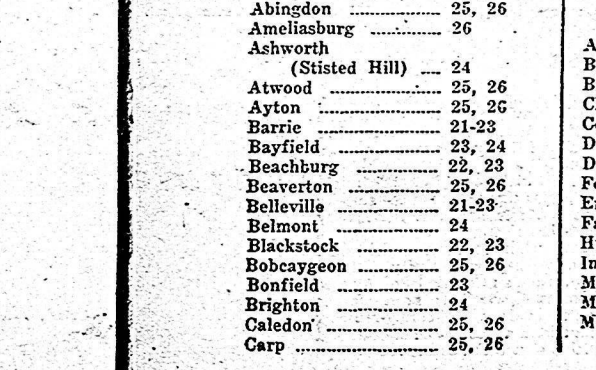 Abingdon ............ 25, 26
Ameliasburg ............ 26
Ashworth
(Stisted Hill) .... 24
Atwood ............ 25, 26
Ayton ............ 25, 26
Barrie ............ 21-23
Bayfield ............ 23, 24
Beachburg ............ 22, 23
Beaverton ............ 25, 26
Belleville ............ 21-23
Belmont ............ 24
Blackstock ............ 22, 23
Bobcaygeon ............ 25, 26
Bonfield ............ 23
Brighton ............ 24
Caledon ............ 25, 26
Carp ............ 25, 26